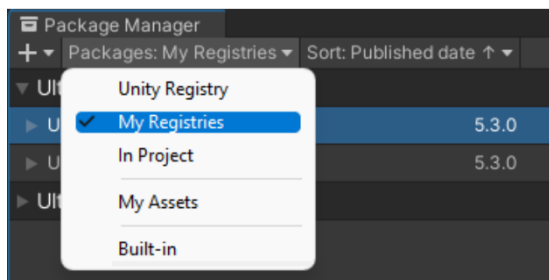 Package Manager
+ Packages: My Registries Sort: Published date ↑
Unity Registry
✓ My Registries
5.3.0
In Project
5.3.0
My Assets
Built-in